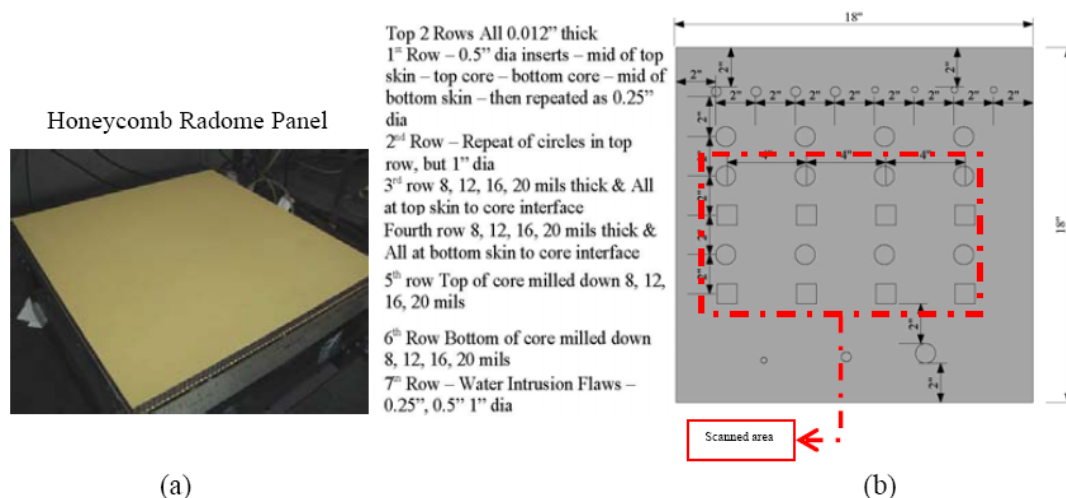 Honeycomb Radome Panel
(a)
Top 2 Rows All 0.012” thick
1st Row – 0.5” dia inserts – mid of top
skin – top core – bottom core – mid of
bottom skin – then repeated as 0.25”
dia
2nd Row – Repeat of circles in top
row, but 1” dia
3rd row 8, 12, 16, 20 mils thick & All
at top skin to core interface
Fourth row 8, 12, 16, 20 mils thick &
All at bottom skin to core interface
5th row Top of core milled down 8, 12,
16, 20 mils
6th Row Bottom of core milled down
8, 12, 16, 20 mils
7th Row – Water Intrusion Flaws –
0.25”, 0.5” 1” dia
18"
2" 2"
2"
2" 2" 2" 2" 2" 2" 2" 2"
2"
4" 4" 4"
2"
2"
2"
18"
2"
2"
Scanned area
(b)